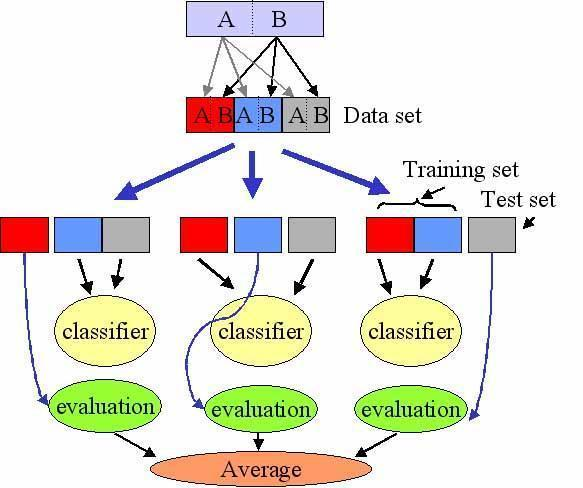 A B
A B A B A B Data set
Training set
Test set
classifier classifier classifier
evaluation evaluation evaluation
Average